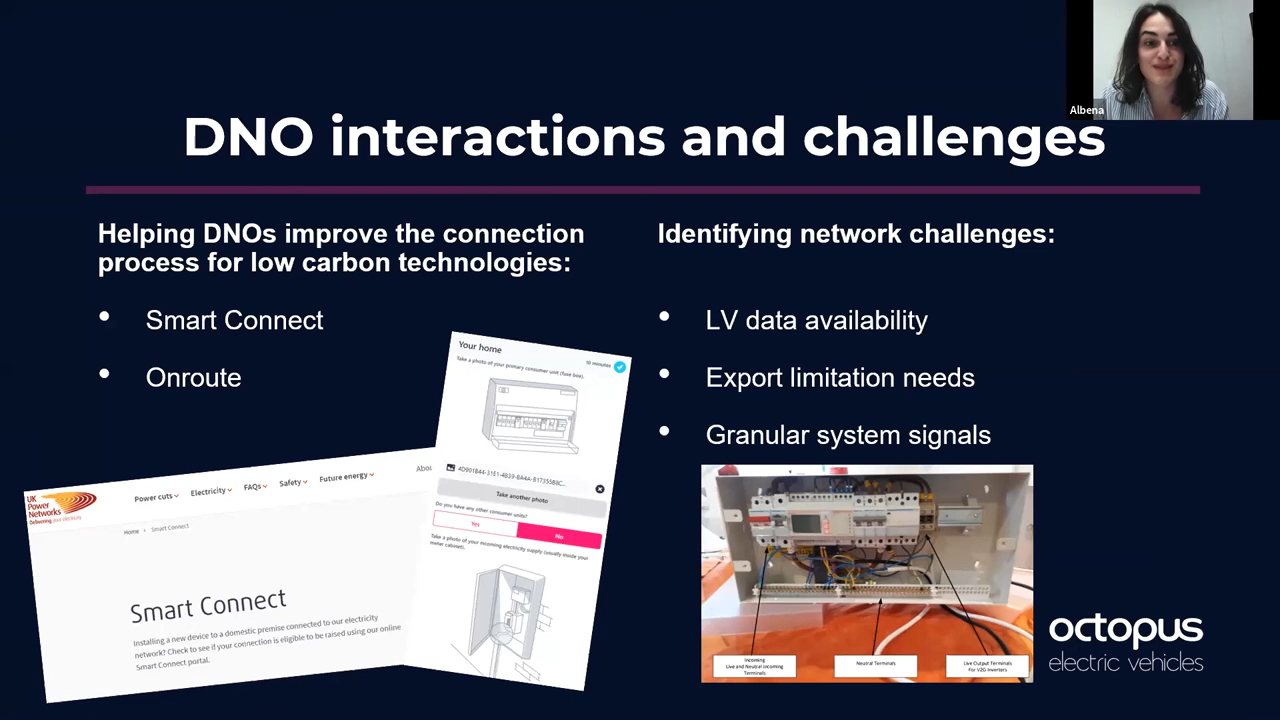 Albena
DNO interactions and challenges
Helping DNOs improve the connection
process for low carbon technologies:
• Smart Connect
• Onroute
Identifying network challenges:
• LV data availability
• Export limitation needs
• Granular system signals
Your home
10 minutes
Take a photo of your primary consumer unit (fuse box).
Take another photo
Do you have any other consumer units?
Yes
No
Take a photo of your incoming electricity supply (usually inside your
meter cabinet).
UK
Power
Networks
Delivering your electricity
Power cuts
Electricity
FAQs
Safety
Future energy
Abou
Home > Smart Connect
Smart Connect
Installing a new device to a domestic premise connected to our electricity
network? Check to see if your connection is eligible to be raised using our online
Smart Connect portal.
Incoming
Live and Neutral incoming
Terminals
Neutral Terminals
Live Output Terminals
For V2G Inverters
octopus
electric vehicles